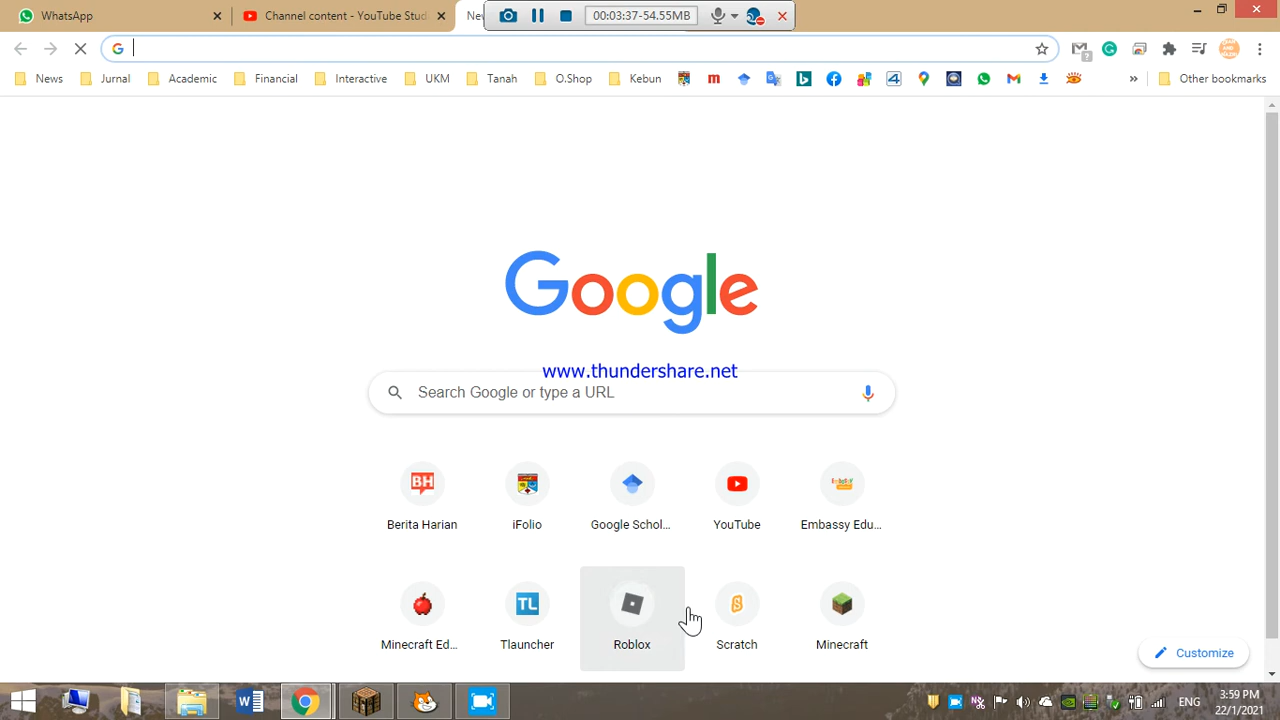 WhatsApp
Channel content - YouTube Studi
Nev
00:03:37-54.55MB
News
Jurnal
Academic
Financial
Interactive
UKM
Tanah
O.Shop
Kebun
m
4
»
Other bookmarks
Google
www.thundershare.net
Search Google or type a URL
BH
Berita Harian
iFolio
Google Schol...
YouTube
Embassy Edu...
Minecraft Ed...
TL
Tlauncher
Roblox
Scratch
Minecraft
Customize
ENG
3:59 PM
22/1/2021